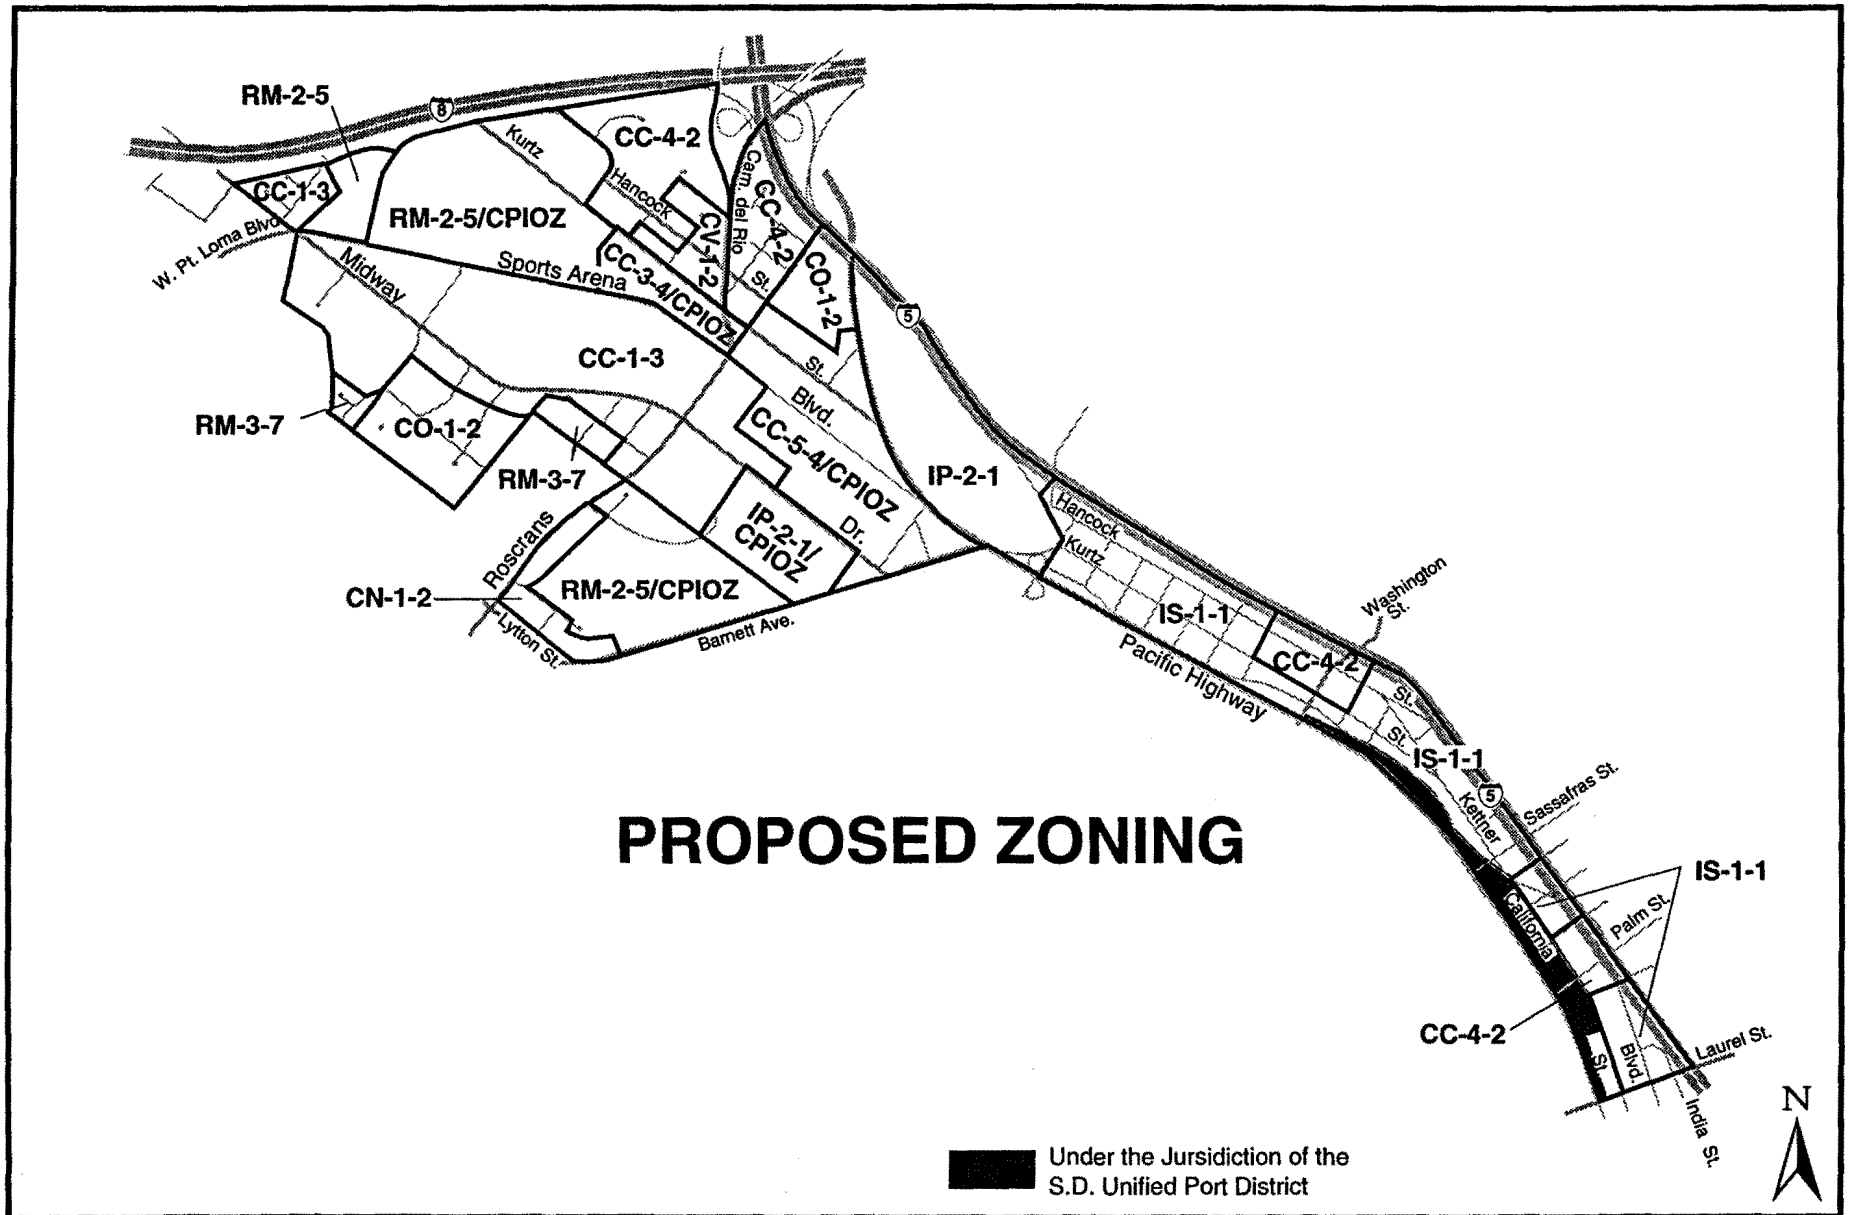 RM-2-5
8
Kurtz
CC-4-2
CC-1-3
Hancock
Cam. del Rio
CC-4-2
RM-2-5/CPIOZ
CV-1-2
W. Pt. Loma Blvd
Midway
Sports Arena
CC-3-4/CPIOZ
St.
CO-1-2
5
CC-1-3
St.
Blvd.
RM-3-7
CO-1-2
CC-5-4/CPIOZ
RM-3-7
IP-2-1
IP-2-1/
CPIOZ
Dr.
Hancock
Kurtz
Roscrans
CN-1-2
RM-2-5/CPIOZ
Lytton St.
Barnett Ave.
Washington
St.
IS-1-1
CC-4-2
Pacific Highway
St.
St.
IS-1-1
5
Sassafras St.
Kettner
PROPOSED ZONING
IS-1-1
California
Palm St.
CC-4-2
St.
Blvd.
Laurel St.
India St.
N
Under the Jursidiction of the
S.D. Unified Port District